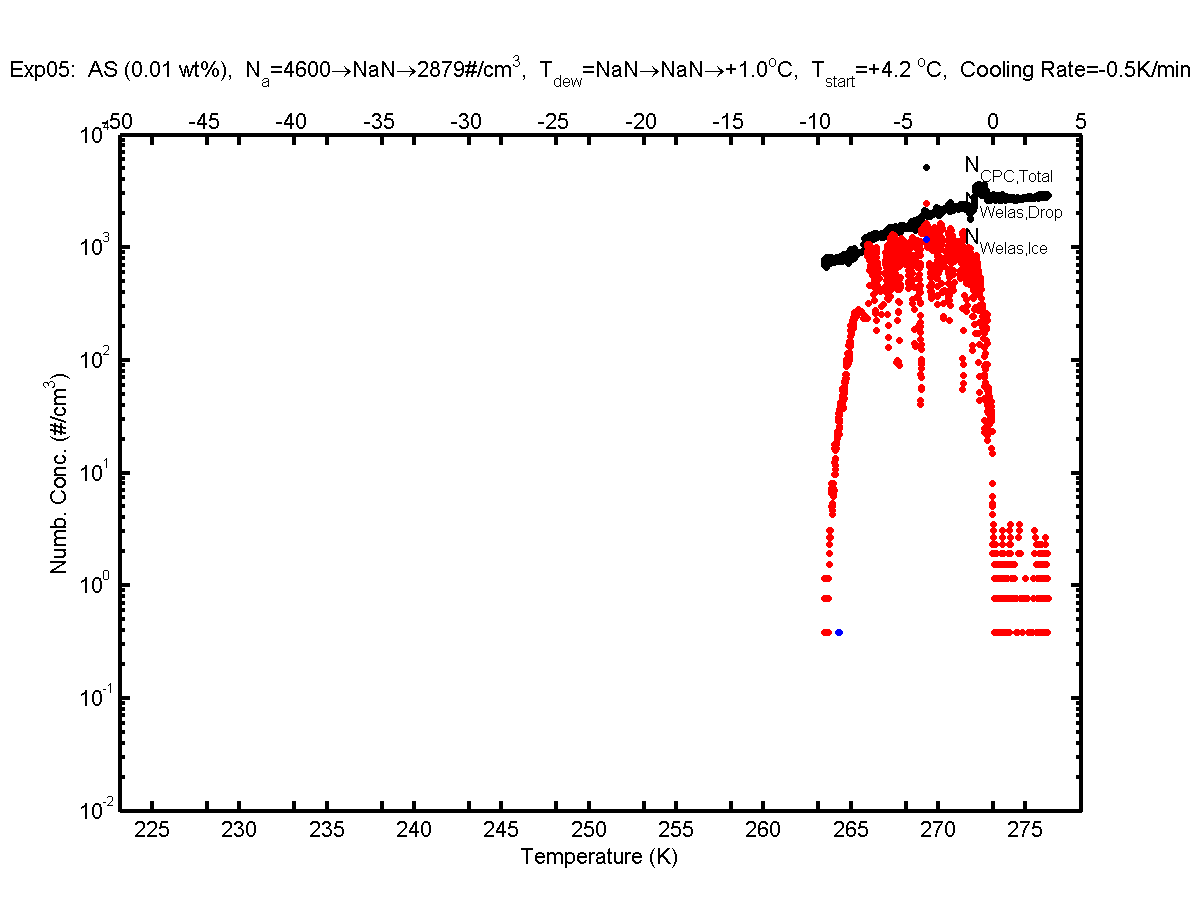 Exp05: AS (0.01 wt%), Na=4600→NaN→2879#/cm3, Tdew=NaN→NaN→+1.0oC, Tstart=+4.2 oC, Cooling Rate=-0.5K/min
-50 -45 -40 -35 -30 -25 -20 -15 -10 -5 0 5
104
NCPC,Total
NWelas,Drop
103
NWelas,Ice
102
Numb. Conc. (#/cm3)
101
100
10-1
10-2
225 230 235 240 245 250 255 260 265 270 275
Temperature (K)